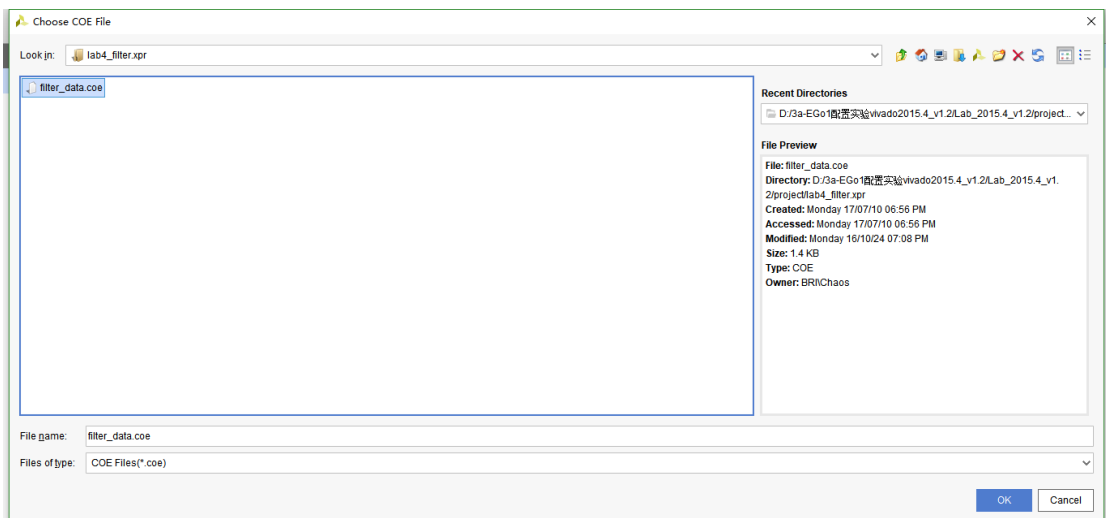 Choose COE File
Look in: lab4_filter.xpr
filter_data.coe
Recent Directories
D:/3a-EGo1配置实验vivado2015.4_v1.2/Lab_2015.4_v1.2/project...
File Preview
File: filter_data.coe
Directory: D:/3a-EGo1配置实验vivado2015.4_v1.2/Lab_2015.4_v1.
2/project/lab4_filter.xpr
Created: Monday 17/07/10 06:56 PM
Accessed: Monday 17/07/10 06:56 PM
Modified: Monday 16/10/24 07:08 PM
Size: 1.4 KB
Type: COE
Owner: BRI\Chaos
File name: filter_data.coe
Files of type: COE Files(*.coe)
OK Cancel